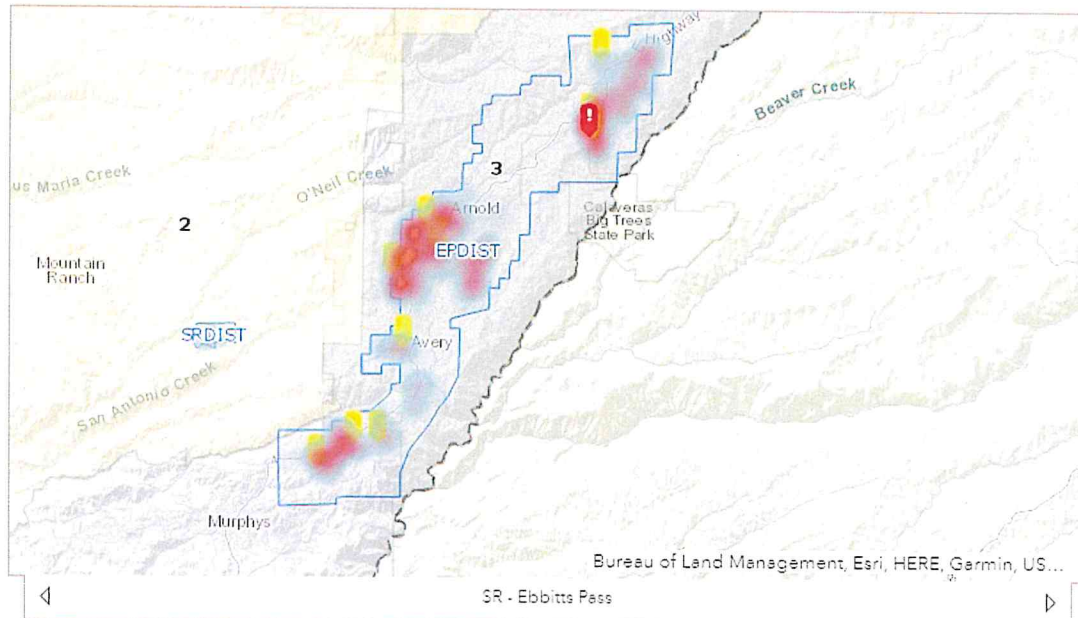 Highway
Beaver Creek
!
3
us Maria Creek
O'Neil Creek
Arnold
Calaveras
Big Trees
State Park
2
EPDIST
Mountain
Ranch
SRDIST
Avery
San Antonio Creek
Murphys
Bureau of Land Management, Esri, HERE, Garmin, US...
SR - Ebbitts Pass